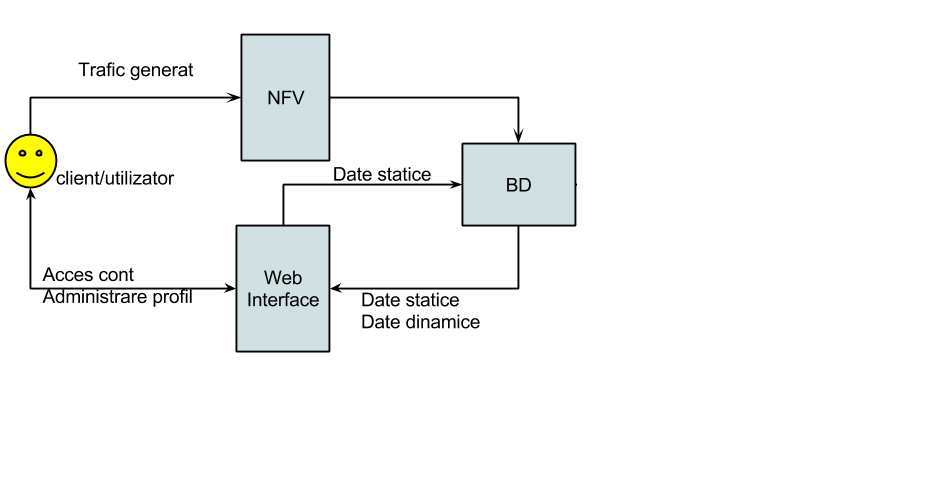 Trafic generat
NFV
client/utilizator
Date statice
BD
Acces cont
Administrare profil
Web
Interface
Date statice
Date dinamice